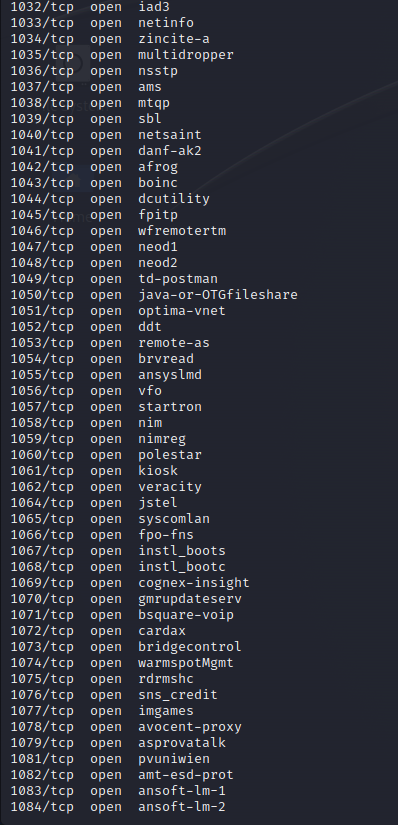 1032/tcp open iad3
1033/tcp open netinfo
1034/tcp open zincite-a
1035/tcp open multidropper
1036/tcp open nsstp
1037/tcp open ams
1038/tcp open mtqp
1039/tcp open sbl
1040/tcp open netsaint
1041/tcp open danf-ak2
1042/tcp open afrog
1043/tcp open boinc
1044/tcp open dcutility
1045/tcp open fpitp
1046/tcp open wfremotertm
1047/tcp open neod1
1048/tcp open neod2
1049/tcp open td-postman
1050/tcp open java-or-OTGfileshare
1051/tcp open optima-vnet
1052/tcp open ddt
1053/tcp open remote-as
1054/tcp open brvread
1055/tcp open ansyslmd
1056/tcp open vfo
1057/tcp open startron
1058/tcp open nim
1059/tcp open nimreg
1060/tcp open polestar
1061/tcp open kiosk
1062/tcp open veracity
1064/tcp open jstel
1065/tcp open syscomlan
1066/tcp open fpo-fns
1067/tcp open instl_boots
1068/tcp open instl_bootc
1069/tcp open cognex-insight
1070/tcp open gmrupdateserv
1071/tcp open bsquare-voip
1072/tcp open cardax
1073/tcp open bridgecontrol
1074/tcp open warmspotMgmt
1075/tcp open rdrmshc
1076/tcp open sns_credit
1077/tcp open imgames
1078/tcp open avocent-proxy
1079/tcp open asprovatalk
1081/tcp open pvuniwien
1082/tcp open amt-esd-prot
1083/tcp open ansoft-lm-1
1084/tcp open ansoft-lm-2